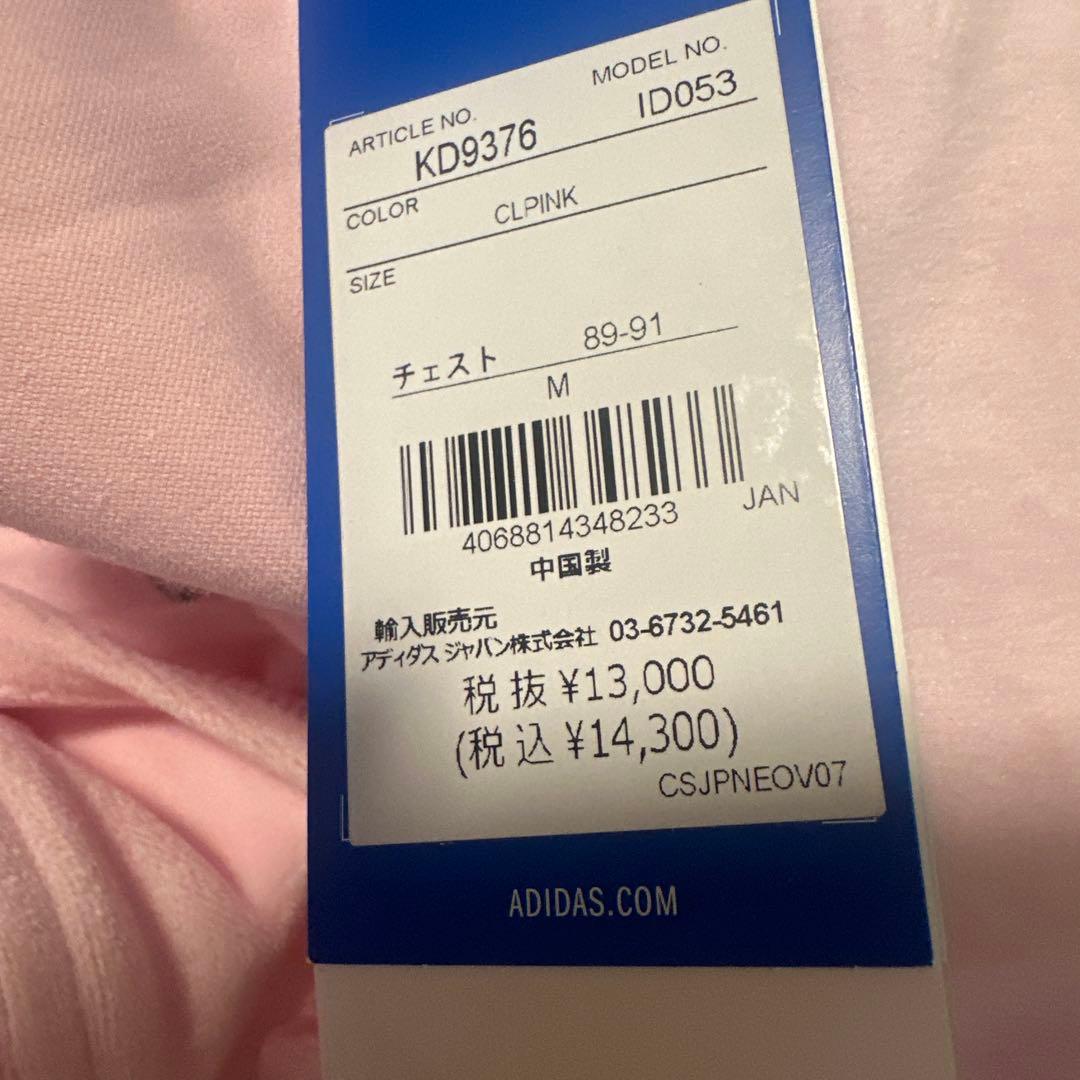 ARTICLE NO. MODEL NO.
KD9376 ID053
COLOR CLPINK
SIZE
チェスト 89-91
M
4068814348233 JAN
中国製
輸入販売元
アディダス ジャパン株式会社 03-6732-5461
税抜 ¥13,000
(税込 ¥14,300)
CSJPNEOV07
ADIDAS.COM